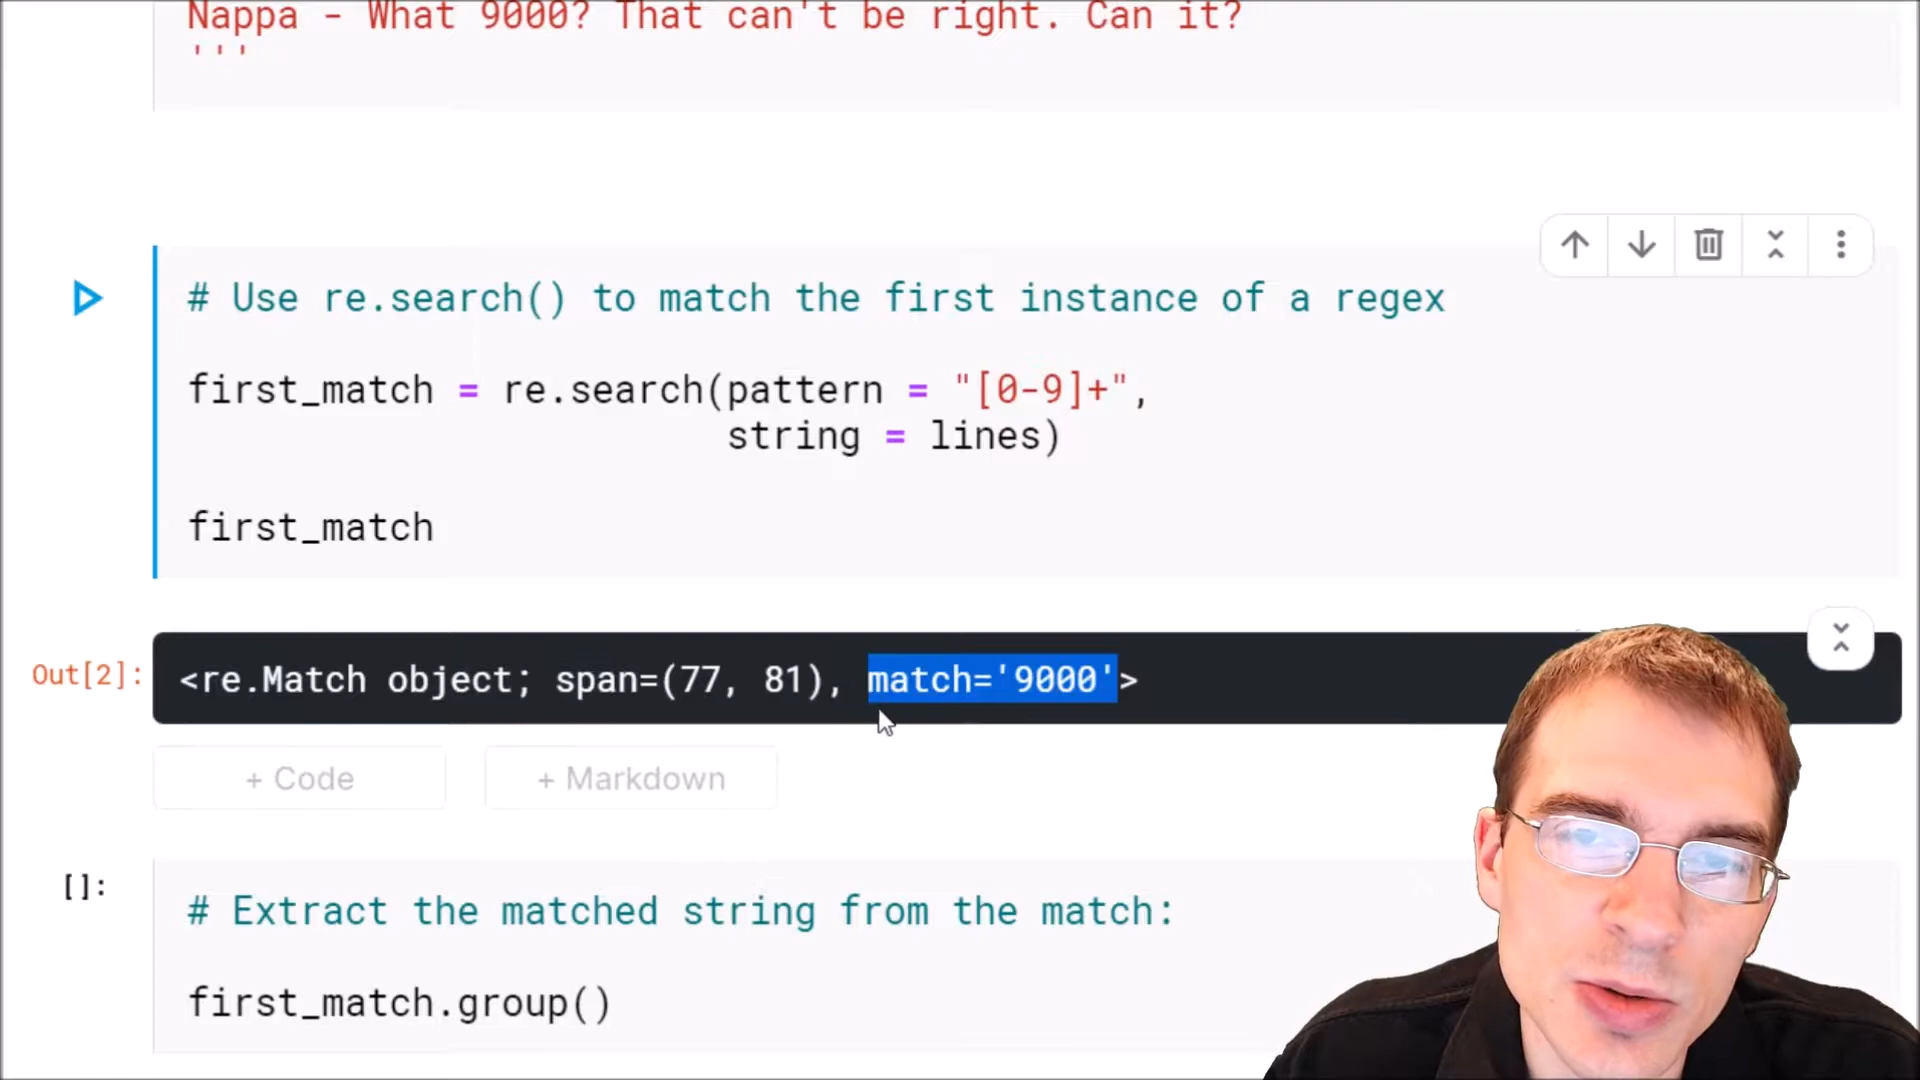 Nappa - What 9000? That can't be right. Can it?
'''
# Use re.search() to match the first instance of a regex
first_match = re.search(pattern = "[0-9]+",
string = lines)
first_match
Out[2]:
<re.Match object; span=(77, 81), match='9000'>
+ Code
+ Markdown
[]:
# Extract the matched string from the match:
first_match.group()